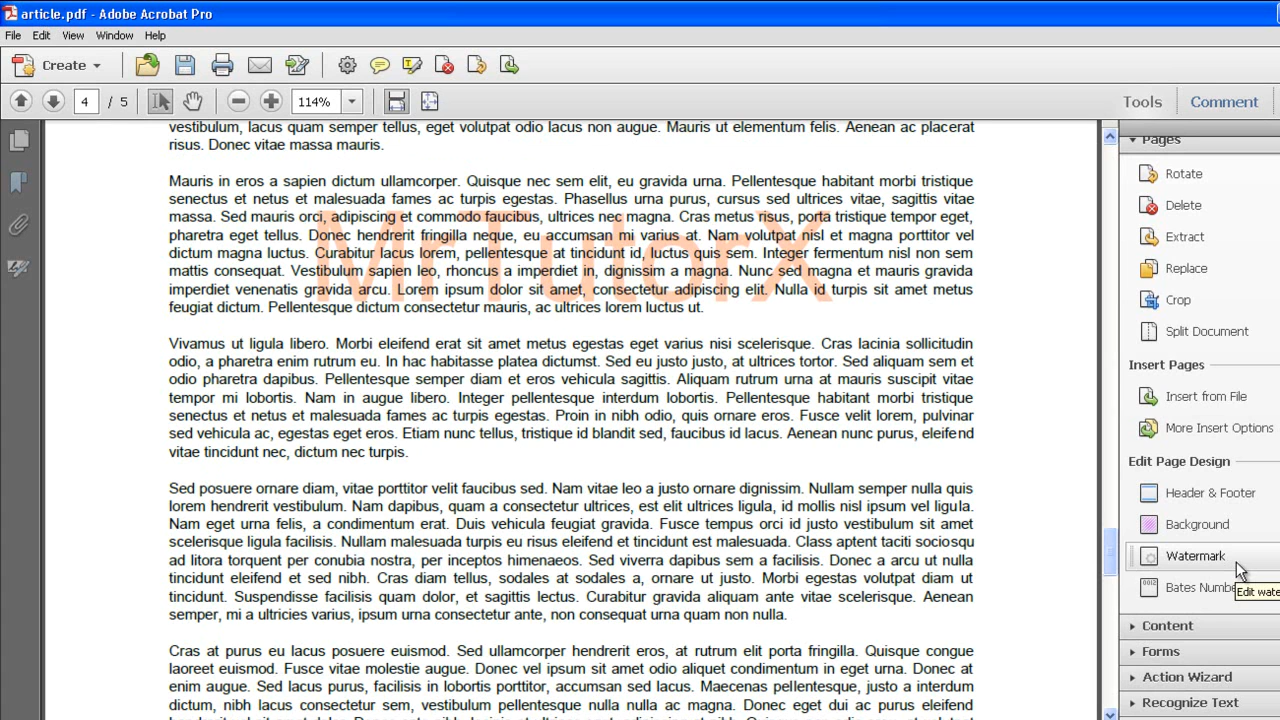 article.pdf - Adobe Acrobat Pro
File Edit View Window Help
Create
4 / 5 114% Tools Comment
vestibulum, lacus quam semper tellus, eget volutpat odio lacus non augue. Mauris ut elementum felis. Aenean ac placerat
risus. Donec vitae massa mauris.
Mauris in eros a sapien dictum ullamcorper. Quisque nec sem elit, eu gravida urna. Pellentesque habitant morbi tristique
senectus et netus et malesuada fames ac turpis egestas. Phasellus urna purus, cursus sed ultrices vitae, sagittis vitae
massa. Sed mauris orci, adipiscing et commodo faucibus, ultrices nec magna. Cras metus risus, porta tristique tempor eget,
pharetra eget tellus. Donec hendrerit fringilla neque, eu accumsan mi varius at. Nam volutpat nisl et magna porttitor vel
dictum magna luctus. Curabitur lacus lorem, pellentesque at tincidunt id, luctus quis sem. Integer fermentum nisl non sem
mattis consequat. Vestibulum sapien leo, rhoncus a imperdiet in, dignissim a magna. Nunc sed magna et mauris gravida
imperdiet venenatis gravida arcu. Lorem ipsum dolor sit amet, consectetur adipiscing elit. Nulla id turpis sit amet metus
feugiat dictum. Pellentesque dictum consectetur mauris, ac ultrices lorem luctus ut.
MrTutorX
Vivamus ut ligula libero. Morbi eleifend erat sit amet metus egestas eget varius nisi scelerisque. Cras lacinia sollicitudin
odio, a pharetra enim rutrum eu. In hac habitasse platea dictumst. Sed eu justo justo, at ultrices tortor. Sed aliquam sem et
odio pharetra dapibus. Pellentesque semper diam et eros vehicula sagittis. Aliquam rutrum urna at mauris suscipit vitae
tempor mi lobortis. Nam in augue libero. Integer pellentesque interdum lobortis. Pellentesque habitant morbi tristique
senectus et netus et malesuada fames ac turpis egestas. Proin in nibh odio, quis ornare eros. Fusce velit lorem, pulvinar
sed vehicula ac, egestas eget eros. Etiam nunc tellus, tristique id blandit sed, faucibus id lacus. Aenean nunc purus, eleifend
vitae tincidunt nec, dictum nec turpis.
Sed posuere ornare diam, vitae porttitor velit faucibus sed. Nam vitae leo a justo ornare dignissim. Nullam semper nulla quis
lorem hendrerit vestibulum. Nam dapibus, quam a consectetur ultrices, est elit ultrices ligula, id mollis nisl ipsum vel ligula.
Nam eget urna felis, a condimentum erat. Duis vehicula feugiat gravida. Fusce tempus orci id justo vestibulum sit amet
scelerisque ligula facilisis. Nullam malesuada turpis eu risus eleifend et tincidunt est malesuada. Class aptent taciti sociosqu
ad litora torquent per conubia nostra, per inceptos himenaeos. Sed viverra dapibus sem a facilisis. Donec a arcu ut nulla
tincidunt eleifend et sed nibh. Cras diam tellus, sodales at sodales a, ornare ut justo. Morbi egestas volutpat diam ut
tincidunt. Suspendisse facilisis quam dolor, et sagittis lectus. Curabitur gravida aliquam ante vitae scelerisque. Aenean
semper, mi a ultricies varius, ipsum urna consectetur ante, non consequat urna quam non nulla.
Cras at purus eu lacus posuere euismod. Sed ullamcorper hendrerit eros, at rutrum elit porta fringilla. Quisque congue
laoreet euismod. Fusce vitae molestie augue. Donec vel ipsum sit amet odio aliquet condimentum in eget urna. Donec at
enim augue. Sed lacus purus, facilisis in lobortis porttitor, accumsan sed lacus. Maecenas pellentesque, justo a interdum
dictum, nibh lacus consectetur sem, vestibulum pellentesque nulla nulla ac magna. Donec eget dui ac purus dictum
Pages
Rotate
Delete
Extract
Replace
Crop
Split Document
Insert Pages
Insert from File
More Insert Options
Edit Page Design
Header & Footer
Background
Watermark
Bates Numbe
Edit wate
Content
Forms
Action Wizard
Recognize Text